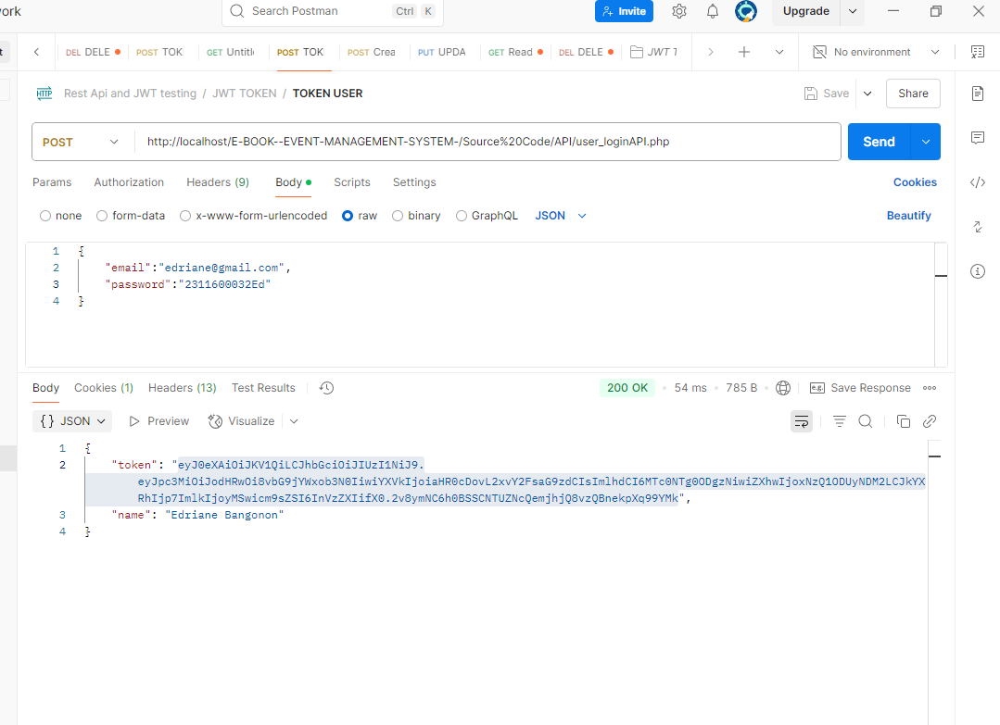 ork
Search Postman Ctrl K
Invite
Upgrade
t
DEL DELE
POST TOK
GET Untitle
POST TOK
POST Crea
PUT UPDA
GET Read
DEL DELE
JWT T
No environment
HTTP Rest Api and JWT testing / JWT TOKEN / TOKEN USER
Save
Share
POST http://localhost/E-BOOK--EVENT-MANAGEMENT-SYSTEM-/Source%20Code/API/user_loginAPI.php
Send
Params Authorization Headers (9) Body Scripts Settings
Cookies
none form-data x-www-form-urlencoded raw binary GraphQL JSON
Beautify
1 {
2 "email":"edriane@gmail.com",
3 "password":"2311600032Ed"
4 }
Body Cookies (1) Headers (13) Test Results
200 OK • 54 ms • 785 B • e.g. Save Response
{} JSON Preview Visualize
1 {
2 "token": "eyJ0eXAiOiJKV1QiLCJhbGciOiJIUzI1NiJ9.
eyJpc3MiOiJodHRwOi8vbG9jYWxob3N0IiwiYXVkIjoiaHR0cDovL2xvY2FsaG9zdCIsImlhdCI6MTc0NTg0ODgzNiwiZXhwIjoxNzQ1ODUyNDM2LCJkYX
RhIjp7ImlkIjoyMSwicm9sZSI6InVzZXIifX0.2v8ymNC6h0BSSCNTUZNcQemjhjQ8vzQBnekpXq99YMk",
3 "name": "Edriane Bangonon"
4 }